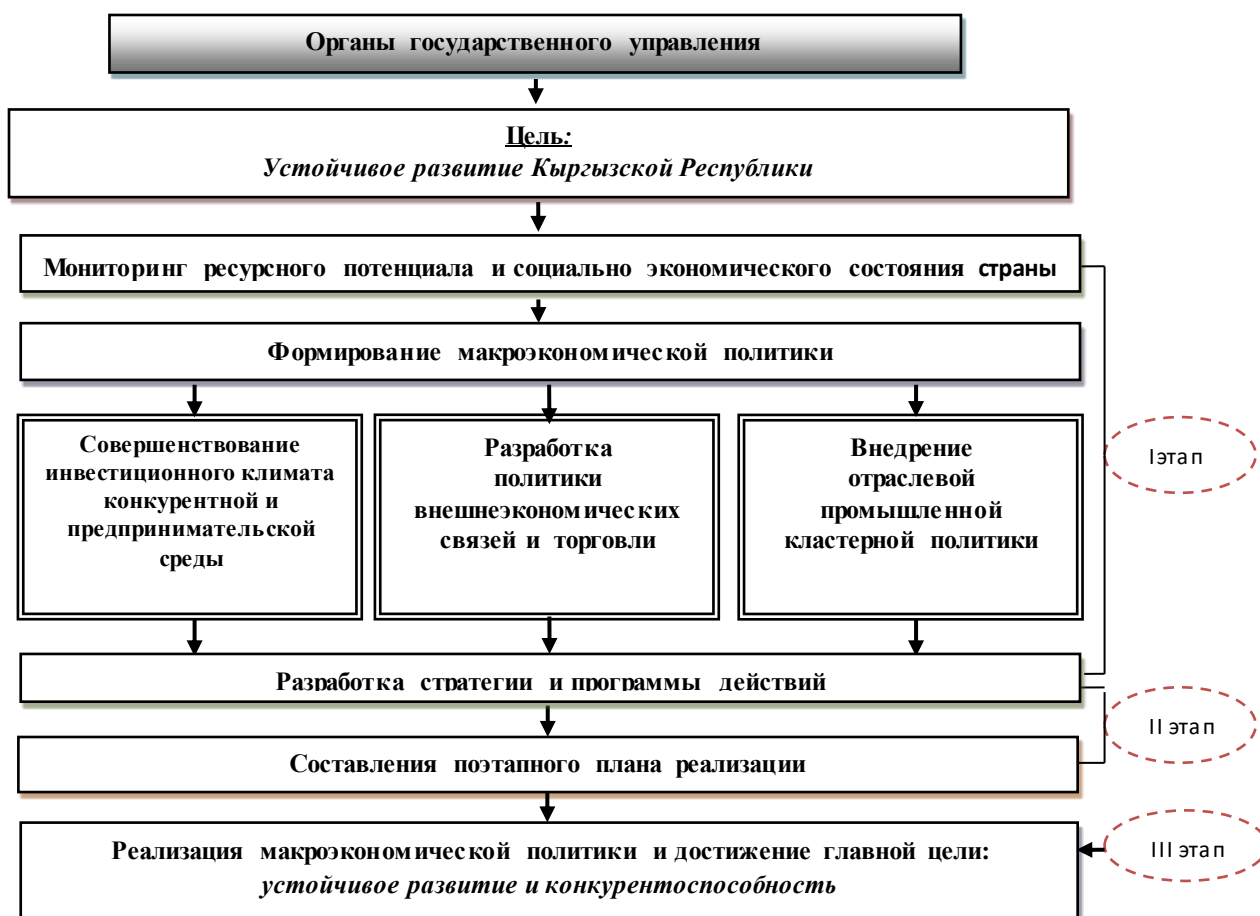 Органы государственного управления
Цель:
Устойчивое развитие Кыргызской Республики
Мониторинг ресурсного потенциала и социально экономического состояния страны
Формирование макроэкономической политики
Совершенствование
инвестиционного климата
конкурентной и
предпринимательской
среды
Разработка
политики
внешнеэкономических
связей и торговли
Внедрение
отраслевой
промышленной
кластерной политики
I этап
Разработка стратегии и программы действий
II этап
Составления поэтапного плана реализации
Реализация макроэкономической политики и достижение главной цели:
устойчивое развитие и конкурентоспособность
III этап